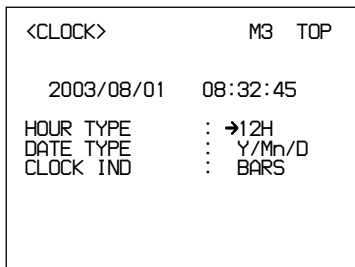 <CLOCK> M3 TOP
2003/08/01 08:32:45
HOUR TYPE : →12H
DATE TYPE : Y/Mn/D
CLOCK IND : BARS